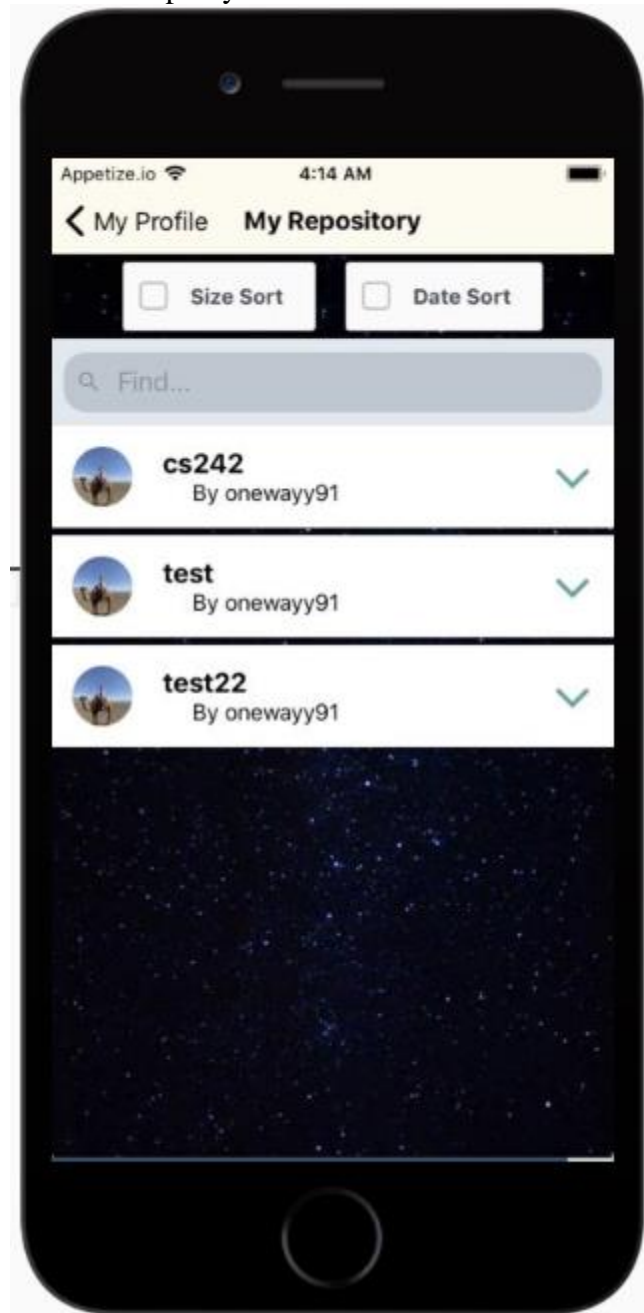 Appetize.io 4:14 AM
My Profile My Repository
Size Sort Date Sort
Find...
cs242
By onewayy91
test
By onewayy91
test22
By onewayy91